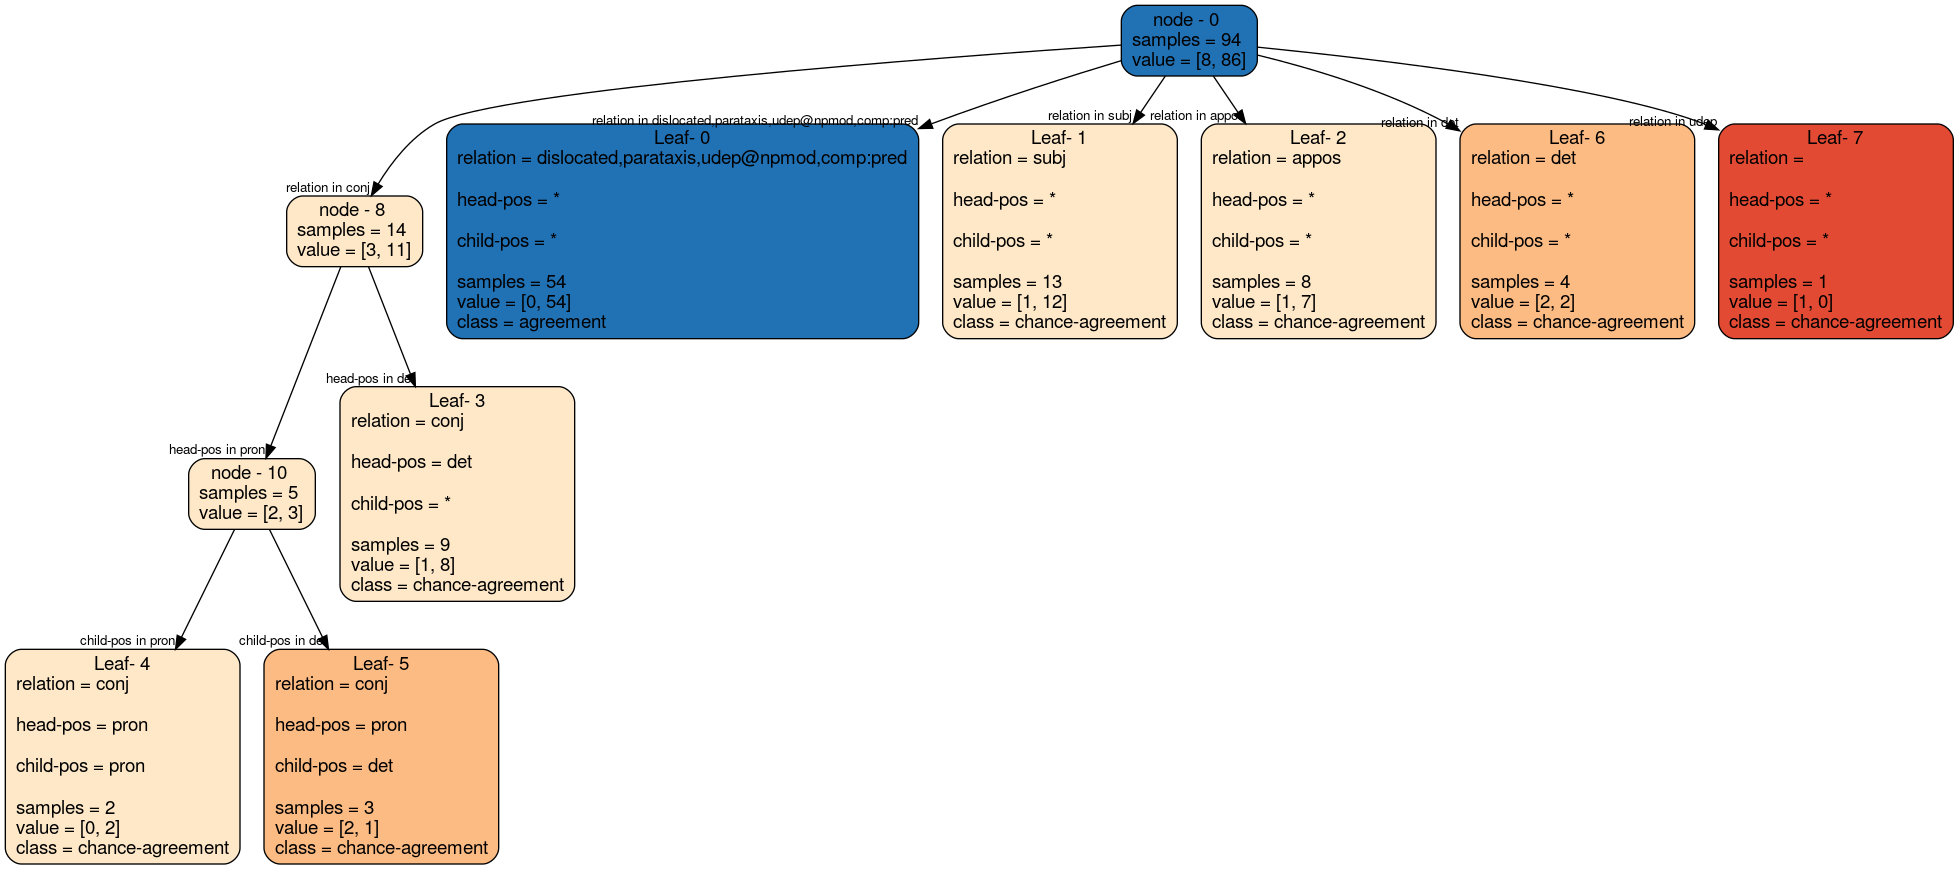 node - 0
samples = 94
value = [8, 86]
relation in conj
node - 8
samples = 14
value = [3, 11]
relation in dislocated,parataxis,udep@npmod,comp:pred
Leaf- 0
relation = dislocated,parataxis,udep@npmod,comp:pred
head-pos = *
child-pos = *
samples = 54
value = [0, 54]
class = agreement
relation in subj
Leaf- 1
relation = subj
head-pos = *
child-pos = *
samples = 13
value = [1, 12]
class = chance-agreement
relation in appos
Leaf- 2
relation = appos
head-pos = *
child-pos = *
samples = 8
value = [1, 7]
class = chance-agreement
relation in det
Leaf- 6
relation = det
head-pos = *
child-pos = *
samples = 4
value = [2, 2]
class = chance-agreement
relation in udep
Leaf- 7
relation =
head-pos = *
child-pos = *
samples = 1
value = [1, 0]
class = chance-agreement
head-pos in pron
node - 10
samples = 5
value = [2, 3]
head-pos in det
Leaf- 3
relation = conj
head-pos = det
child-pos = *
samples = 9
value = [1, 8]
class = chance-agreement
child-pos in pron
Leaf- 4
relation = conj
head-pos = pron
child-pos = pron
samples = 2
value = [0, 2]
class = chance-agreement
child-pos in det
Leaf- 5
relation = conj
head-pos = pron
child-pos = det
samples = 3
value = [2, 1]
class = chance-agreement